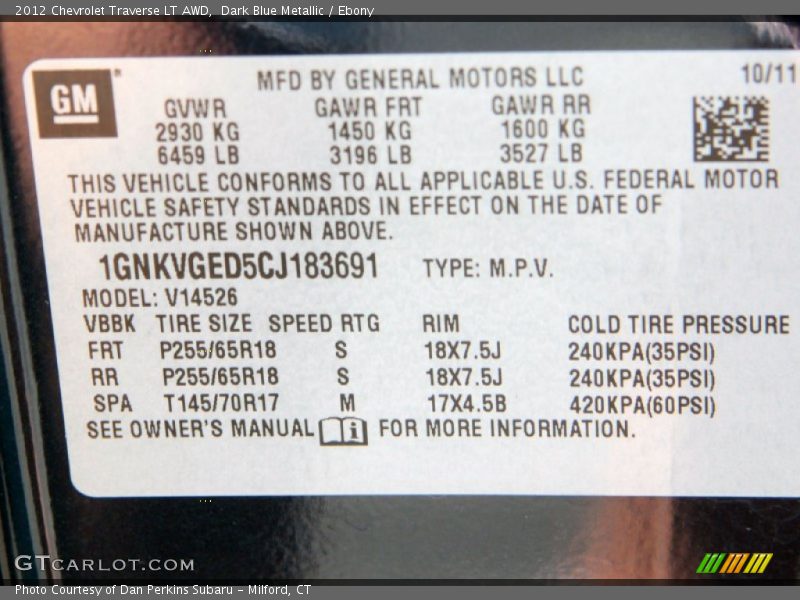 2012 Chevrolet Traverse LT AWD,  Dark Blue Metallic / Ebony
GM
MFD BY GENERAL MOTORS LLC
10/11
GVWR GAWR FRT GAWR RR
2930 KG 1450 KG 1600 KG
6459 LB 3196 LB 3527 LB
THIS VEHICLE CONFORMS TO ALL APPLICABLE U.S. FEDERAL MOTOR
VEHICLE SAFETY STANDARDS IN EFFECT ON THE DATE OF
MANUFACTURE SHOWN ABOVE.
1GNKVGED5CJ183691 TYPE: M.P.V.
MODEL: V14526
VBBK TIRE SIZE SPEED RTG RIM COLD TIRE PRESSURE
FRT P255/65R18 S 18X7.5J 240KPA(35PSI)
RR P255/65R18 S 18X7.5J 240KPA(35PSI)
SPA T145/70R17 M 17X4.5B 420KPA(60PSI)
SEE OWNER'S MANUAL i FOR MORE INFORMATION.
GTCARLOT.COM
Photo Courtesy of Dan Perkins Subaru - Milford, CT